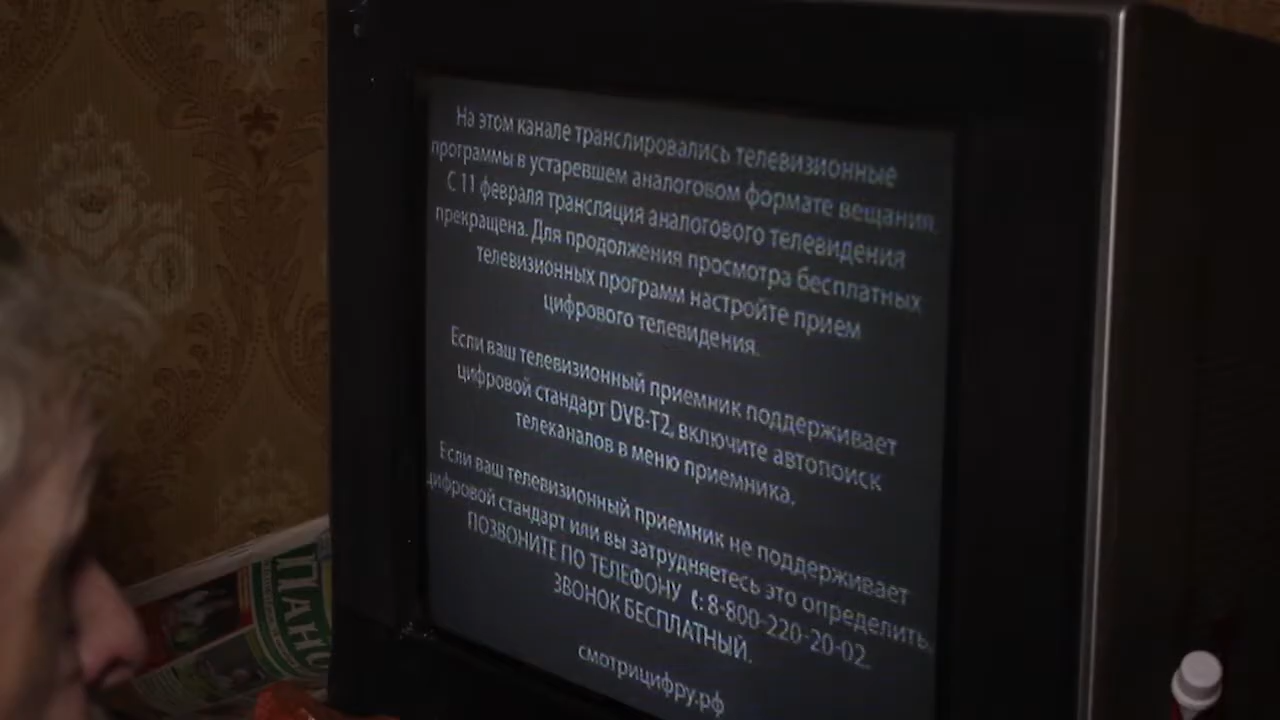 На этом канале транслировались телевизионные
программы в устаревшем аналоговом формате вещания.
С 11 февраля трансляция аналогового телевидения
прекращена. Для продолжения просмотра бесплатных
телевизионных программ настройте прием
цифрового телевидения.
Если ваш телевизионный приемник поддерживает
цифровой стандарт DVB-T2, включите автопоиск
телеканалов в меню приемника.
Если ваш телевизионный приемник не поддерживает
цифровой стандарт или вы затрудняетесь это определить,
ПОЗВОНИТЕ ПО ТЕЛЕФОНУ : 8-800-220-20-02.
ЗВОНОК БЕСПЛАТНЫЙ.
смотрицифру.рф